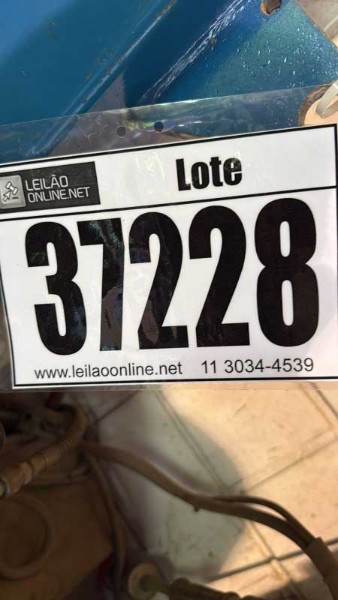 LEILÃO
ONLINE.NET
Lote
37228
www.leilaoonline.net 11 3034-4539